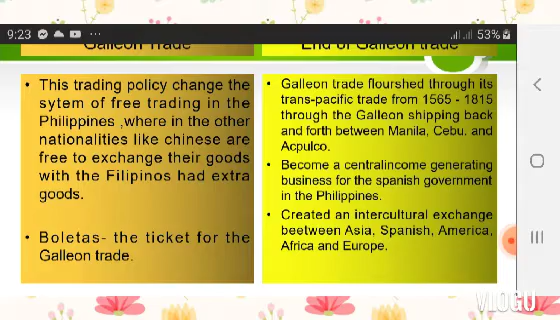 9:23
53%
Galleon Trade
End of Galleon trade
• This trading policy change the
sytem of free trading in the
Philippines ,where in the other
nationalities like chinese are
free to exchange their goods
with the Filipinos had extra
goods.
• Boletas- the ticket for the
Galleon trade.
• Galleon trade flourshed through its
trans-pacific trade from 1565 - 1815
through the Galleon shipping back
and forth between Manila, Cebu, and
Acpulco.
• Become a centralincome generating
business for the spanish government
in the Philippines.
• Created an intercultural exchange
beetween Asia, Spanish, America,
Africa and Europe.
VLOGU